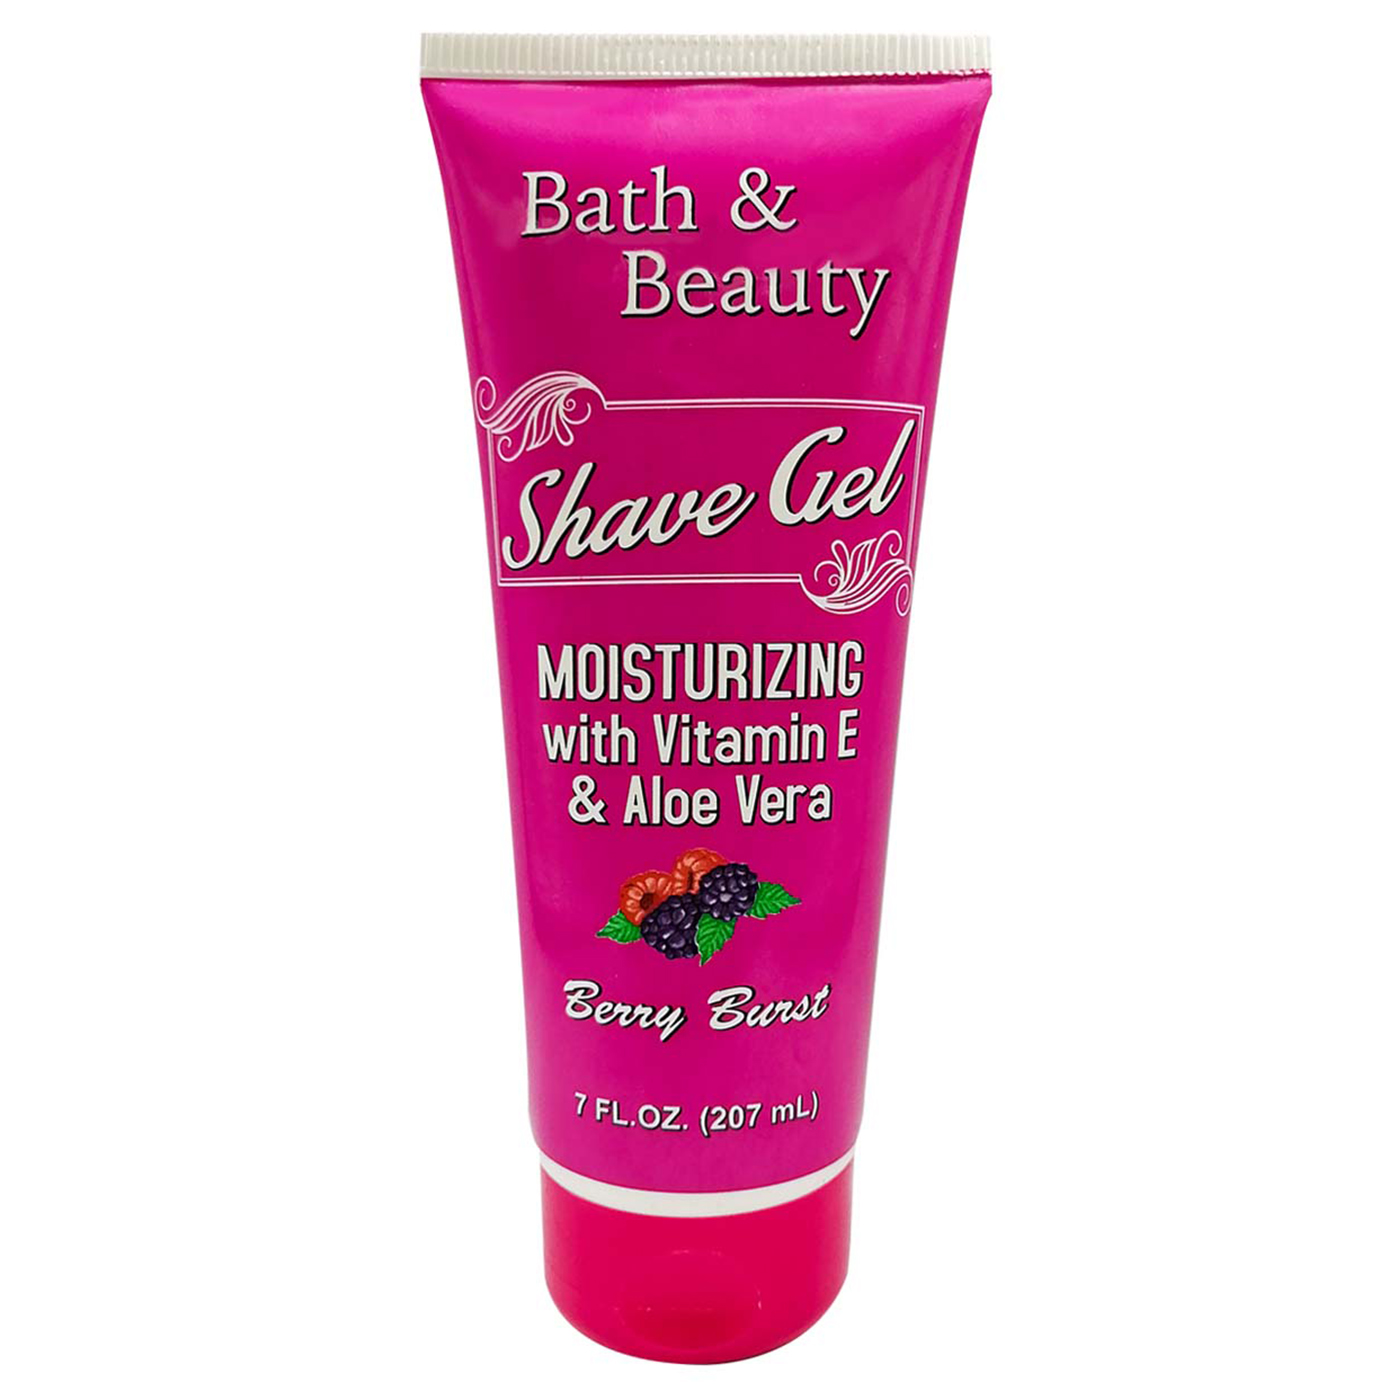 Bath &
Beauty
Shave Gel
MOISTURIZING
with Vitamin E
& Aloe Vera
Berry Burst
7 FL.OZ. (207 mL)